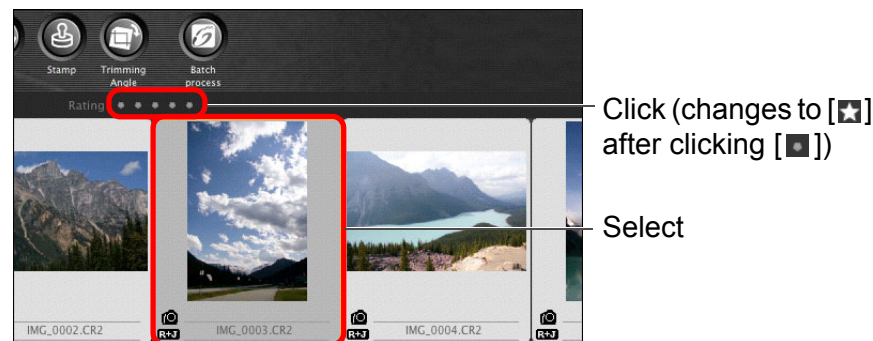 Stamp
Trimming
Angle
Batch
process
Rating
Click (changes to [★]
after clicking [●])
Select
R+J
R+J
R+J
IMG_0002.CR2
IMG_0003.CR2
IMG_0004.CR2